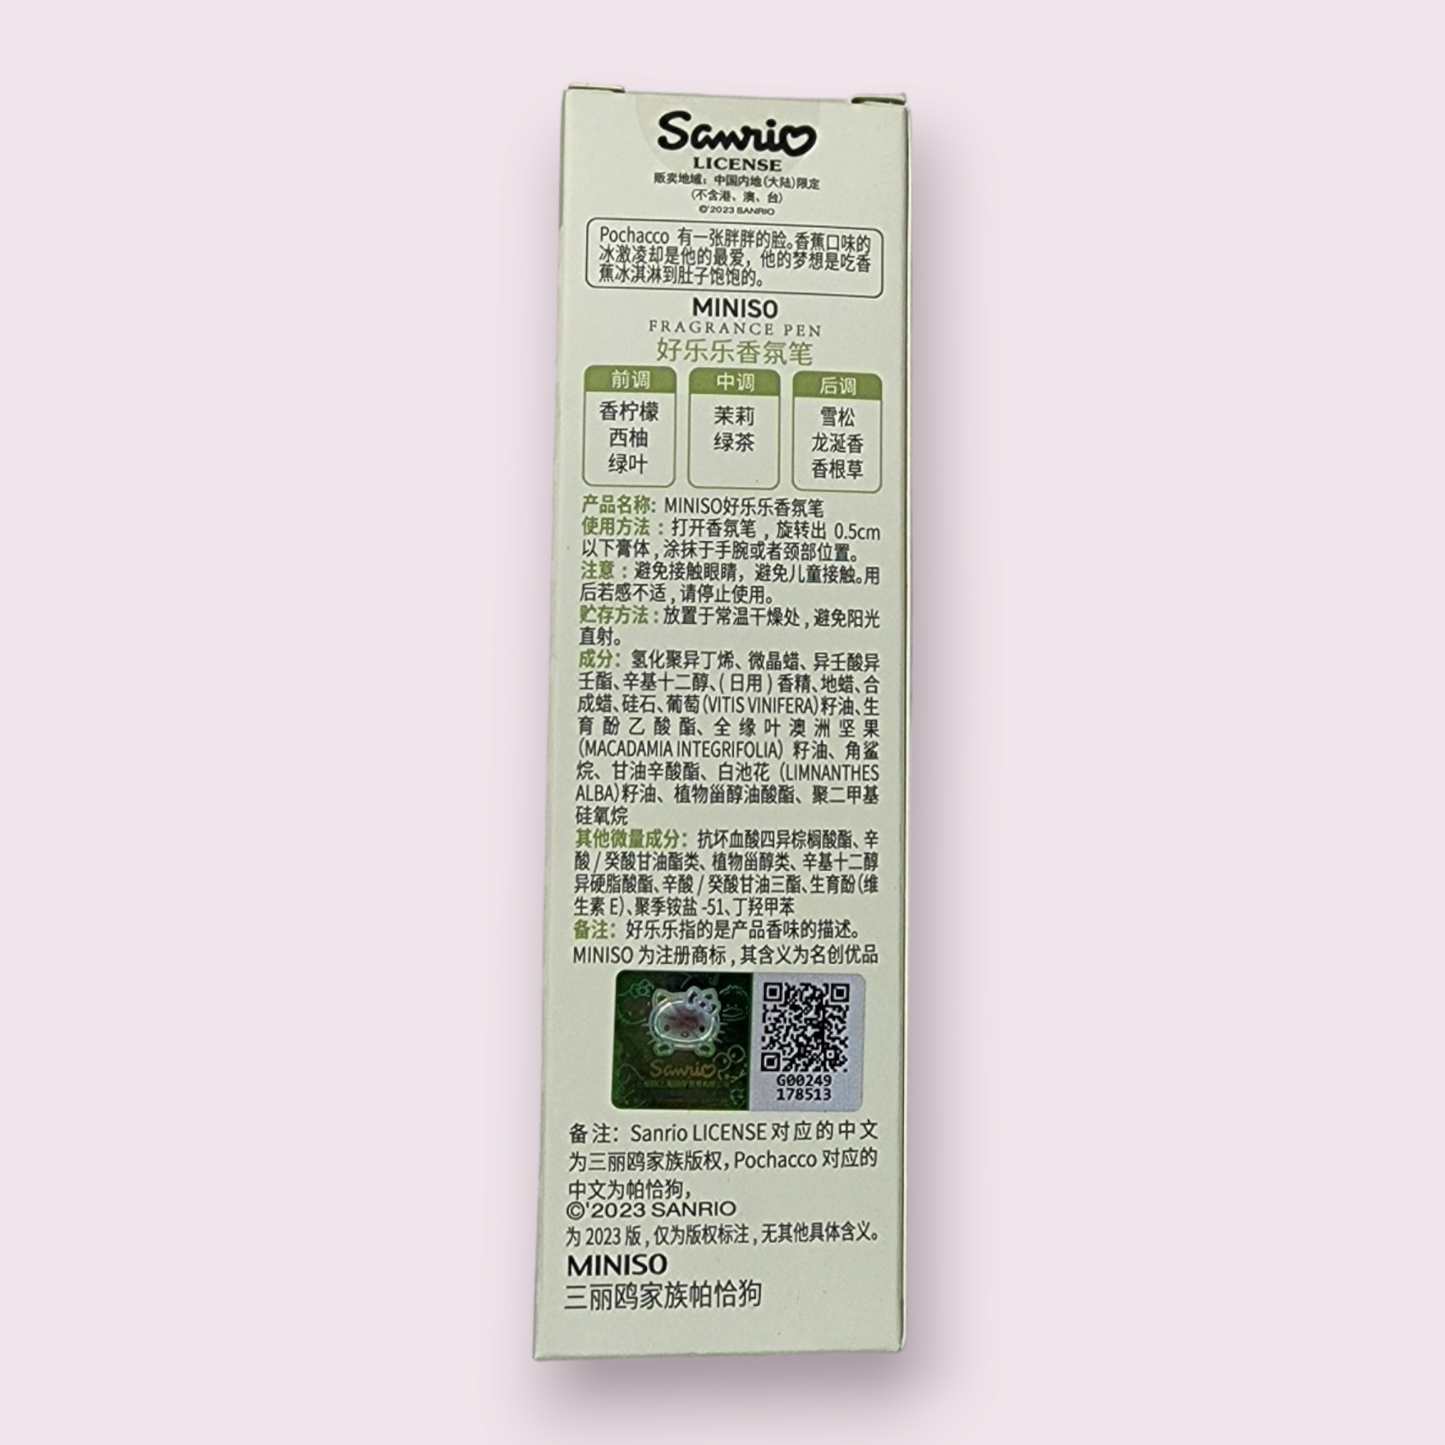 Sanrio
LICENSE
贩卖地域：中国内地(大陆)限定
(不含港、澳、台)
©'2023 SANRIO
Pochacco 有一张胖胖的脸。香蕉口味的
冰激凌却是他的最爱，他的梦想是吃香
蕉冰淇淋到肚子饱饱的。
MINISO
FRAGRANCE PEN
好乐乐香氛笔
前调 中调 后调
香柠檬 茉莉 雪松
西柚 绿茶 龙涎香
绿叶 香根草
产品名称：MINISO好乐乐香氛笔
使用方法：打开香氛笔，旋转出 0.5cm
以下膏体，涂抹于手腕或者颈部位置。
注意：避免接触眼睛，避免儿童接触。用
后若感不适，请停止使用。
贮存方法：放置于常温干燥处，避免阳光
直射。
成分：氢化聚异丁烯、微晶蜡、异壬酸异
壬酯、辛基十二醇、(日用)香精、地蜡、合
成蜡、硅石、葡萄(VITIS VINIFERA)籽油、生
育酚乙酸酯、全缘叶澳洲坚果
(MACADAMIA INTEGRIFOLIA) 籽油、角鲨
烷、甘油辛酸酯、白池花 (LIMNANTHES
ALBA)籽油、植物甾醇油酸酯、聚二甲基
硅氧烷
其他微量成分：抗坏血酸四异棕榈酸酯、辛
酸 / 癸酸甘油酯类、植物甾醇类、辛基十二醇
异硬脂酸酯、辛酸 / 癸酸甘油三酯、生育酚(维
生素 E)、聚季铵盐 -51、丁羟甲苯
备注：好乐乐指的是产品香味的描述。
MINISO 为注册商标，其含义为名创优品
Sanrio
G00249
178513
备注：Sanrio LICENSE 对应的中文
为三丽鸥家族版权，Pochacco 对应的
中文为帕恰狗，
©'2023 SANRIO
为 2023 版，仅为版权标注，无其他具体含义。
MINISO
三丽鸥家族帕恰狗